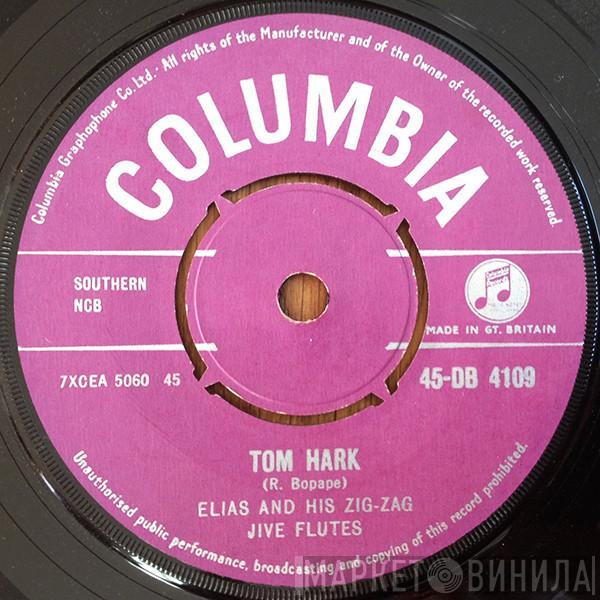 Columbia Graphophone Co. Ltd. · All rights of the Manufacturer and of the Owner of the recorded work reserved.
COLUMBIA
SOUTHERN
NCB
MADE IN GT. BRITAIN
7XCEA 5060 45
45-DB 4109
TOM HARK
(R. Bopape)
ELIAS AND HIS ZIG-ZAG
JIVE FLUTES
Unauthorised public performance, broadcasting and copying of this record prohibited.
МАРКЕТ ВИНИЛА